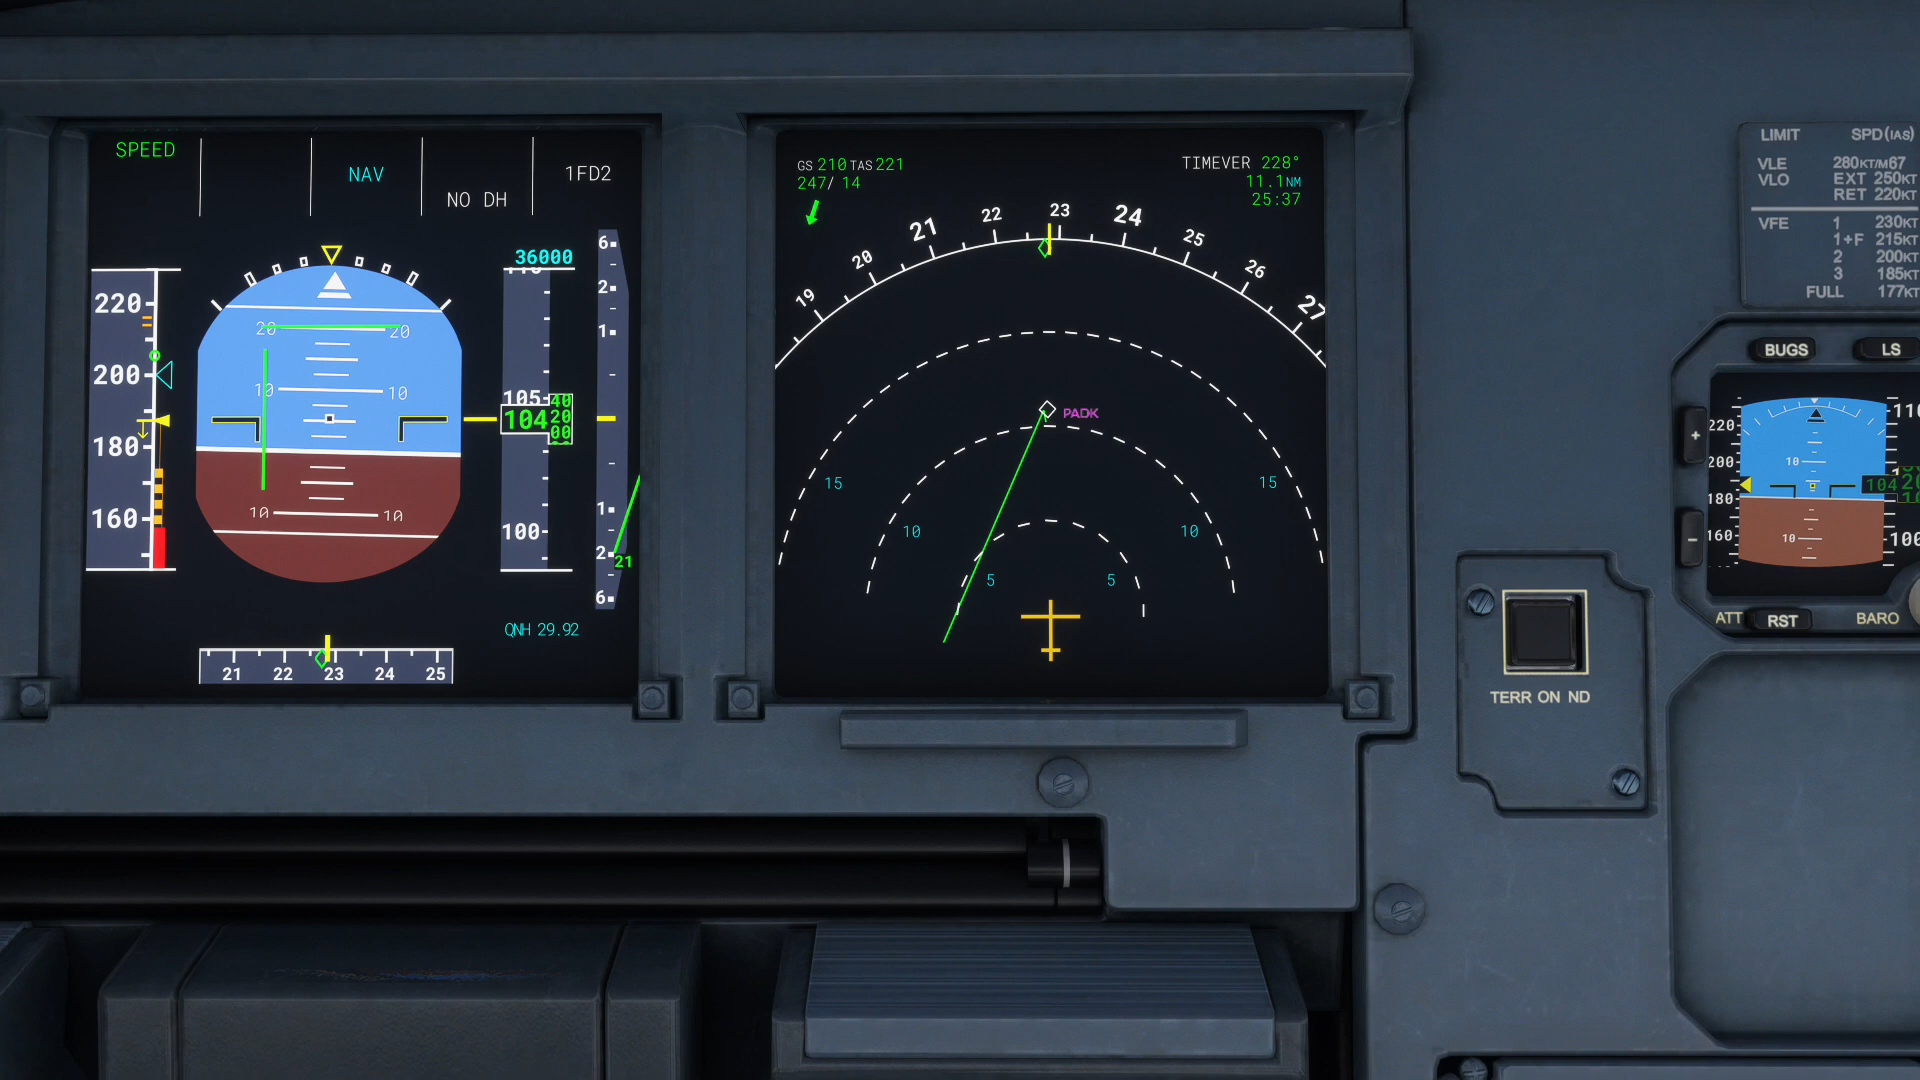 SPEED
NAV
NO DH
1FD2
36000
220
200
180
160
20 20
10 10
10 10
105
104
40
20
00
100
6
2
1
1
2
6
21
QNH 29.92
21 22 23 24 25
GS 210 TAS 221
247/ 14
TIMEVER 228°
11.1NM
25:37
19 20 21 22 23 24 25 26 27
PADK
15 15
10 10
5 5
LIMIT SPD(IAS)
VLE 280KT/M67
VLO EXT 250KT
RET 220KT
VFE 1 230KT
1+F 215KT
2 200KT
3 185KT
FULL 177KT
BUGS LS
220
200
180
160
10
10
110
104
100
+
-
ATT RST BARO
TERR ON ND